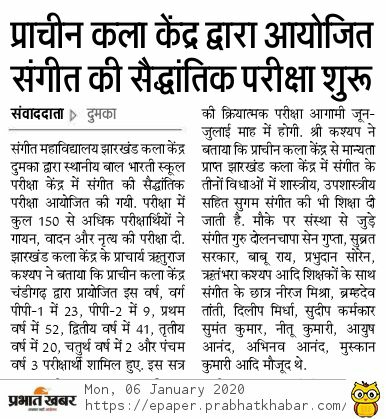 प्राचीन कला केंद्र द्वारा आयोजित
संगीत की सैद्धांतिक परीक्षा शुरू
संवाददाता ▷ दुमका
संगीत महाविद्यालय झारखंड कला केंद्र
दुमका द्वारा स्थानीय बाल भारती स्कूल
परीक्षा केंद्र में संगीत की सैद्धांतिक
परीक्षा आयोजित की गयी. परीक्षा में
कुल 150 से अधिक परीक्षार्थियों ने
गायन, वादन और नृत्य की परीक्षा दी.
झारखंड कला केंद्र के प्राचार्य ऋतुराज
कश्यप ने बताया कि प्राचीन कला केंद्र
चंडीगढ़ द्वारा प्रायोजित इस वर्ष, वर्ग
पीपी-1 में 23, पीपी-2 में 9, प्रथम
वर्ष में 52, द्वितीय वर्ष में 41, तृतीय
वर्ष में 20, चतुर्थ वर्ष में 2 और पंचम
वर्ष 3 परीक्षार्थी शामिल हुए. इस सत्र
की क्रियात्मक परीक्षा आगामी जून-
जुलाई माह में होगी. श्री कश्यप ने
बताया कि प्राचीन कला केंद्र से मान्यता
प्राप्त झारखंड कला केंद्र में संगीत के
तीनों विधाओं में शास्त्रीय, उपशास्त्रीय
सहित सुगम संगीत की भी शिक्षा दी
जाती है. मौके पर संस्था से जुड़े
संगीत गुरु दौलनचापा सेन गुप्ता, सुब्रत
सरकार, बाबू राय, प्रभुदान सोरेन,
ऋतंभरा कश्यप आदि शिक्षकों के साथ
संगीत के छात्र नीरज मिश्रा, ब्रम्हदेव
तांती, दिलीप मिर्धा, सुदीप कर्मकार
सुमंत कुमार, नीतू कुमारी, आयुष
आनंद, अभिनव आनंद, मुस्कान
कुमारी आदि मौजूद थे.
प्रभात खबर
Mon, 06 January 2020
https://epaper.prabhatkhabar.com/